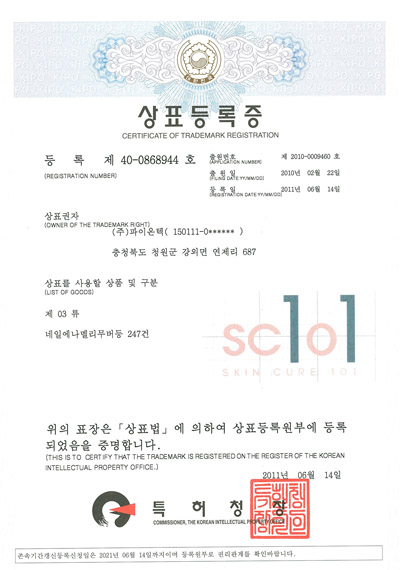 상표등록증
CERTIFICATE OF TRADEMARK REGISTRATION
등 록 제 40-0868944 호
(REGISTRATION NUMBER)
출원번호 제 2010-0009460 호
(APPLICATION NUMBER)
출 원 일 2010년 02월 22일
(FILING DATE:YY/MM/DD)
등 록 일 2011년 06월 14일
(REGISTRATION DATE:YY/MM/DD)
상표권자
(OWNER OF THE TRADEMARK RIGHT)
(주)파이온텍( 150111-0****** )
충청북도 청원군 강외면 연제리 687
상표를 사용할 상품 및 구분
(LIST OF GOODS)
제 03 류
네일에나멜리무버등 247건
SC101
SKIN CURE 101
위의 표장은「상표법」에 의하여 상표등록원부에 등록
되었음을 증명합니다.
(THIS IS TO CERTIFY THAT THE TRADEMARK IS REGISTERED ON THE REGISTER OF THE KOREAN
INTELLECTUAL PROPERTY OFFICE.)
2011년 06월 14일
특 허 청 장
COMMISSIONER, THE KOREAN INTELLECTUAL PROPERTY OFFICE
존속기간갱신등록신청일은 2021년 06월 14일까지이며 등록원부로 권리관계를 확인바랍니다.